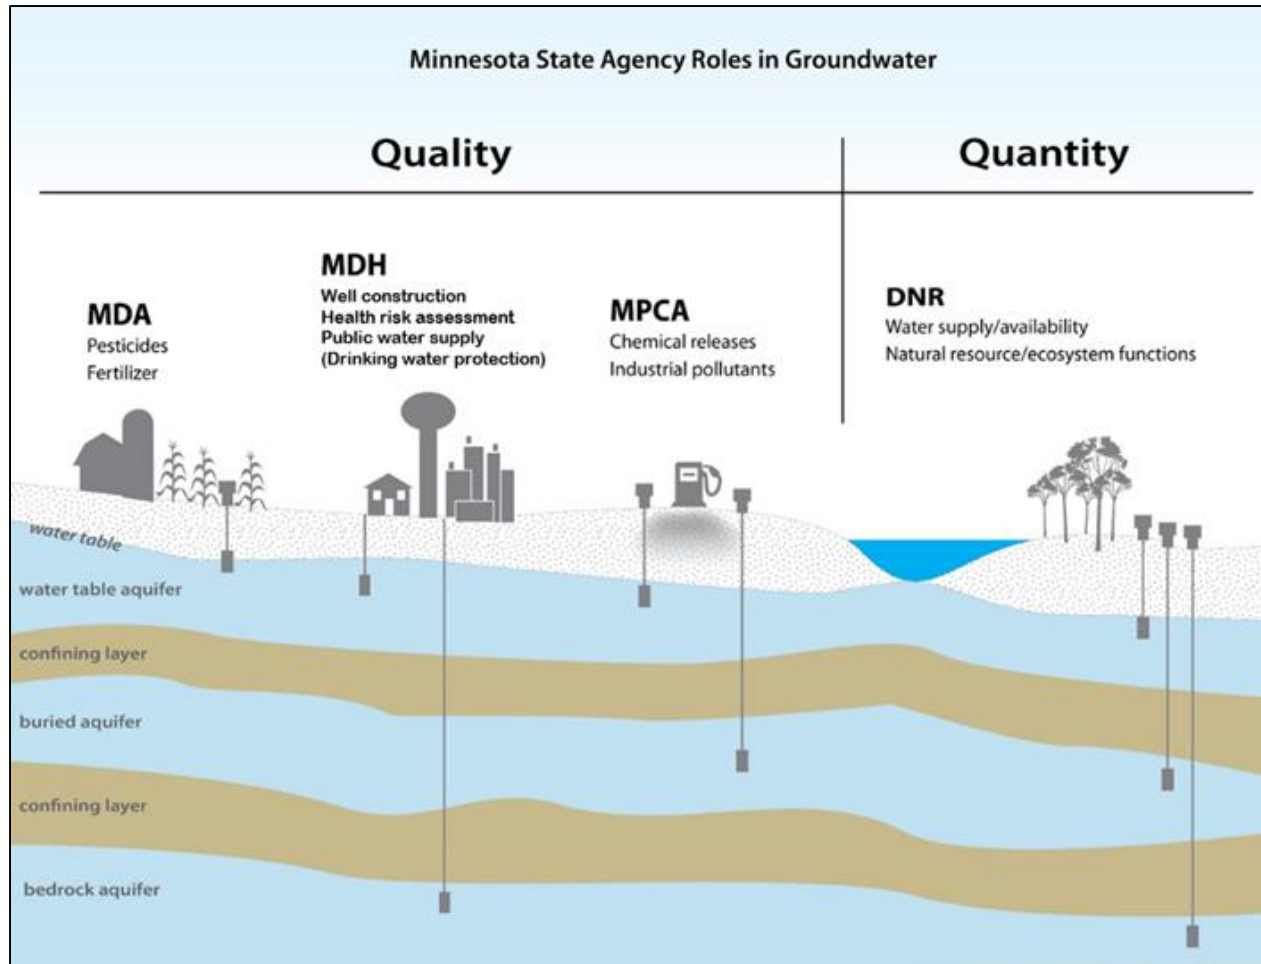 Minnesota State Agency Roles in Groundwater
Quality
Quantity
MDA
Pesticides
Fertilizer
MDH
Well construction
Health risk assessment
Public water supply
(Drinking water protection)
MPCA
Chemical releases
Industrial pollutants
DNR
Water supply/availability
Natural resource/ecosystem functions
water table
water table aquifer
confining layer
buried aquifer
confining layer
bedrock aquifer